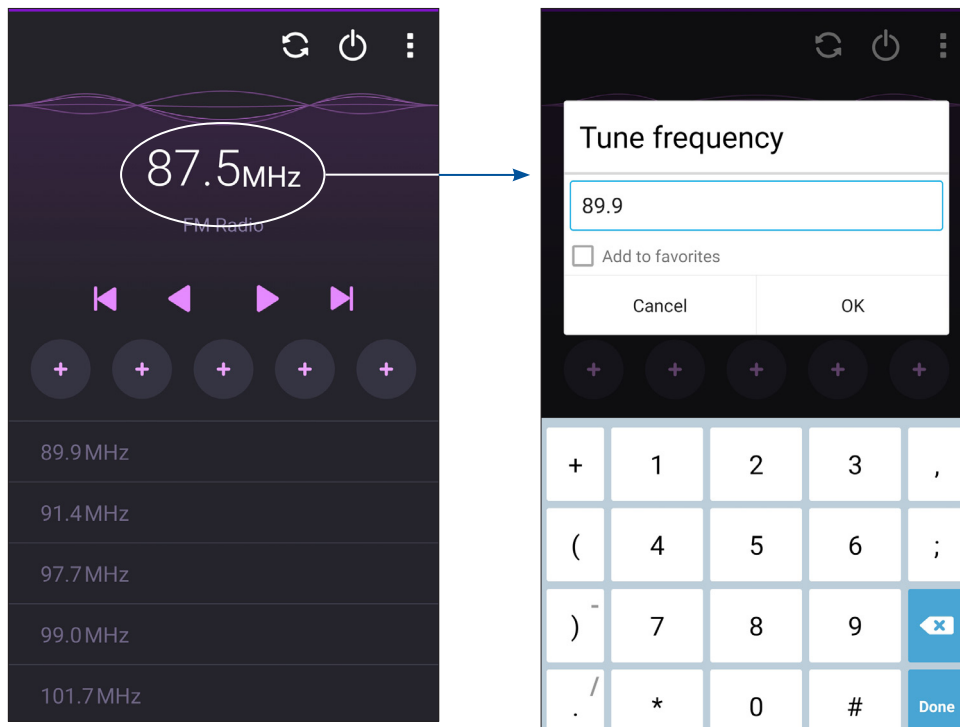 87.5MHz
FM Radio
+ + + + +
89.9MHz
91.4MHz
97.7MHz
99.0MHz
101.7MHz
Tune frequency
89.9
Add to favorites
Cancel OK
+ + + + +
+ 1 2 3 ,
( 4 5 6 ;
) - 7 8 9
. / * 0 # Done